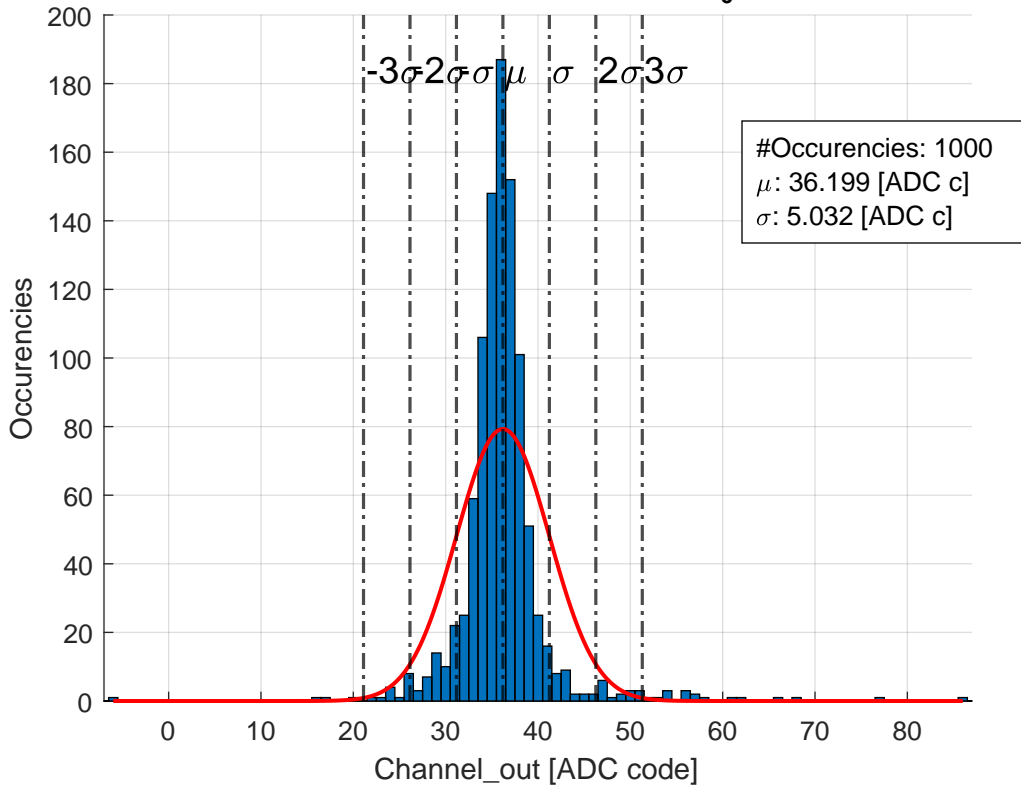 200
180
160
140
120
100
80
60
40
20
0
Occurencies
-3σ -2σ -σ μ σ 2σ 3σ
#Occurencies: 1000
μ: 36.199 [ADC c]
σ: 5.032 [ADC c]
0 10 20 30 40 50 60 70 80
Channel_out [ADC code]